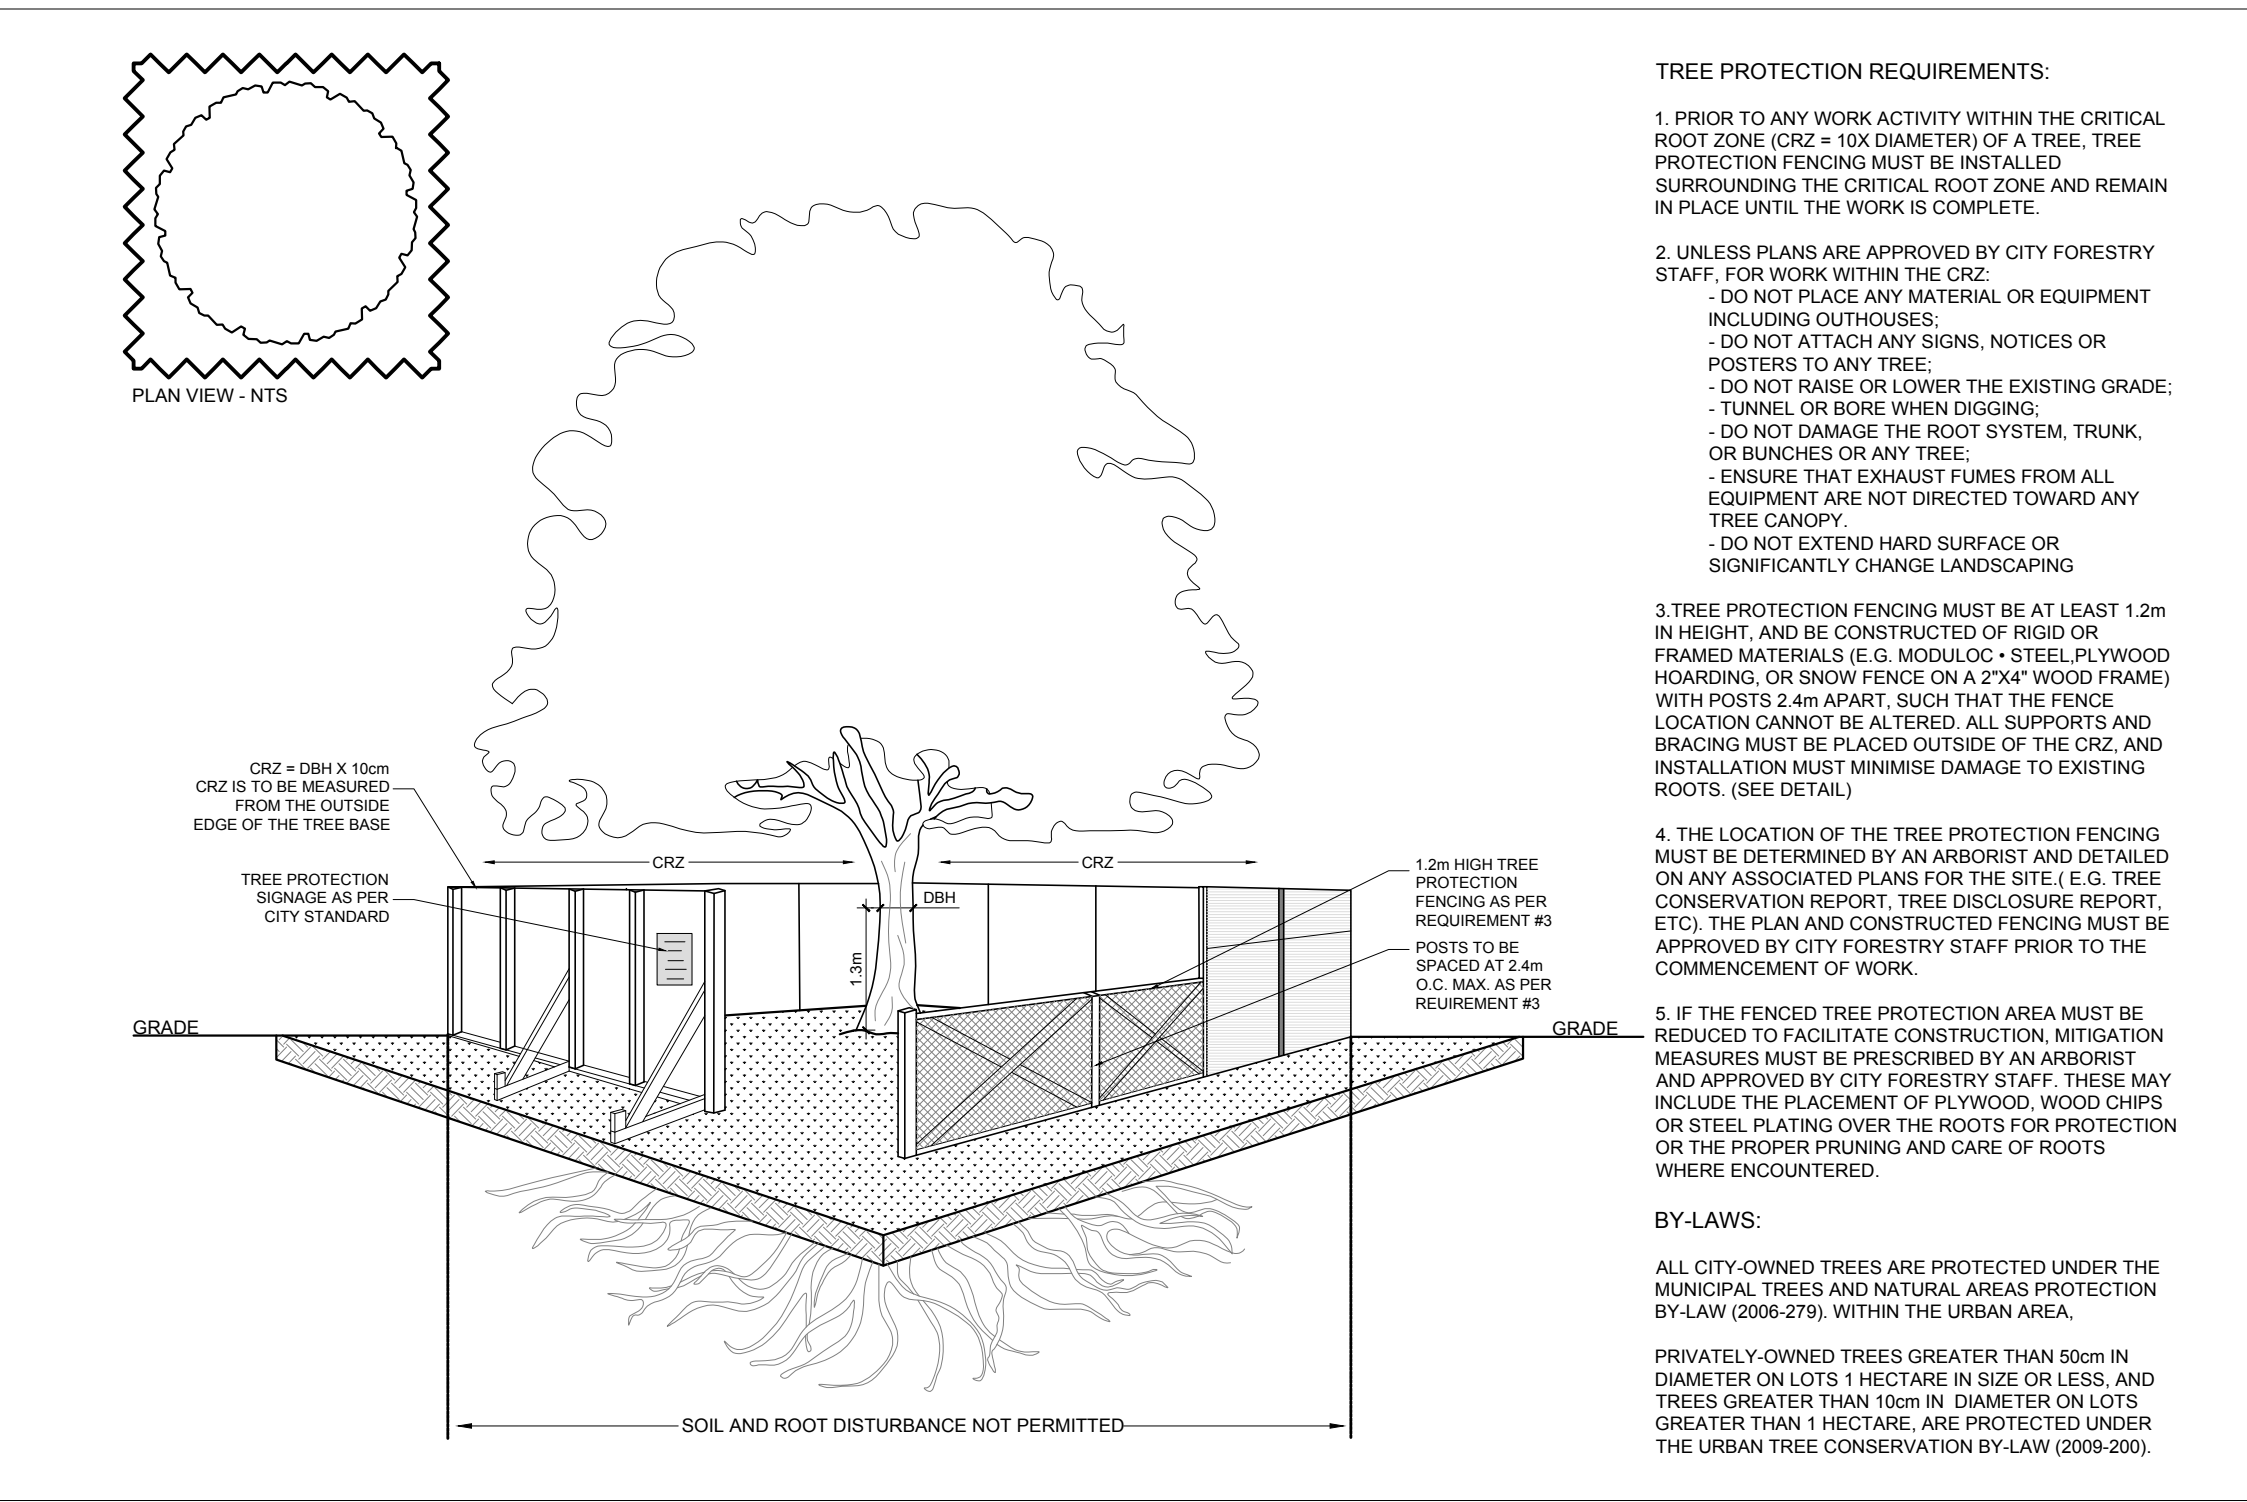 PLAN VIEW - NTS
CRZ = DBH X 10cm
CRZ IS TO BE MEASURED
FROM THE OUTSIDE
EDGE OF THE TREE BASE
TREE PROTECTION
SIGNAGE AS PER
CITY STANDARD
GRADE
CRZ
CRZ
DBH
1.3m
1.2m HIGH TREE
PROTECTION
FENCING AS PER
REQUIREMENT #3
POSTS TO BE
SPACED AT 2.4m
O.C. MAX. AS PER
REUIREMENT #3
GRADE
SOIL AND ROOT DISTURBANCE NOT PERMITTED
TREE PROTECTION REQUIREMENTS:
1. PRIOR TO ANY WORK ACTIVITY WITHIN THE CRITICAL
ROOT ZONE (CRZ = 10X DIAMETER) OF A TREE, TREE
PROTECTION FENCING MUST BE INSTALLED
SURROUNDING THE CRITICAL ROOT ZONE AND REMAIN
IN PLACE UNTIL THE WORK IS COMPLETE.
2. UNLESS PLANS ARE APPROVED BY CITY FORESTRY
STAFF, FOR WORK WITHIN THE CRZ:
- DO NOT PLACE ANY MATERIAL OR EQUIPMENT
INCLUDING OUTHOUSES;
- DO NOT ATTACH ANY SIGNS, NOTICES OR
POSTERS TO ANY TREE;
- DO NOT RAISE OR LOWER THE EXISTING GRADE;
- TUNNEL OR BORE WHEN DIGGING;
- DO NOT DAMAGE THE ROOT SYSTEM, TRUNK,
OR BUNCHES OR ANY TREE;
- ENSURE THAT EXHAUST FUMES FROM ALL
EQUIPMENT ARE NOT DIRECTED TOWARD ANY
TREE CANOPY.
- DO NOT EXTEND HARD SURFACE OR
SIGNIFICANTLY CHANGE LANDSCAPING
3.TREE PROTECTION FENCING MUST BE AT LEAST 1.2m
IN HEIGHT, AND BE CONSTRUCTED OF RIGID OR
FRAMED MATERIALS (E.G. MODULOC • STEEL,PLYWOOD
HOARDING, OR SNOW FENCE ON A 2"X4" WOOD FRAME)
WITH POSTS 2.4m APART, SUCH THAT THE FENCE
LOCATION CANNOT BE ALTERED. ALL SUPPORTS AND
BRACING MUST BE PLACED OUTSIDE OF THE CRZ, AND
INSTALLATION MUST MINIMISE DAMAGE TO EXISTING
ROOTS. (SEE DETAIL)
4. THE LOCATION OF THE TREE PROTECTION FENCING
MUST BE DETERMINED BY AN ARBORIST AND DETAILED
ON ANY ASSOCIATED PLANS FOR THE SITE.( E.G. TREE
CONSERVATION REPORT, TREE DISCLOSURE REPORT,
ETC). THE PLAN AND CONSTRUCTED FENCING MUST BE
APPROVED BY CITY FORESTRY STAFF PRIOR TO THE
COMMENCEMENT OF WORK.
5. IF THE FENCED TREE PROTECTION AREA MUST BE
REDUCED TO FACILITATE CONSTRUCTION, MITIGATION
MEASURES MUST BE PRESCRIBED BY AN ARBORIST
AND APPROVED BY CITY FORESTRY STAFF. THESE MAY
INCLUDE THE PLACEMENT OF PLYWOOD, WOOD CHIPS
OR STEEL PLATING OVER THE ROOTS FOR PROTECTION
OR THE PROPER PRUNING AND CARE OF ROOTS
WHERE ENCOUNTERED.
BY-LAWS:
ALL CITY-OWNED TREES ARE PROTECTED UNDER THE
MUNICIPAL TREES AND NATURAL AREAS PROTECTION
BY-LAW (2006-279). WITHIN THE URBAN AREA,
PRIVATELY-OWNED TREES GREATER THAN 50cm IN
DIAMETER ON LOTS 1 HECTARE IN SIZE OR LESS, AND
TREES GREATER THAN 10cm IN DIAMETER ON LOTS
GREATER THAN 1 HECTARE, ARE PROTECTED UNDER
THE URBAN TREE CONSERVATION BY-LAW (2009-200).